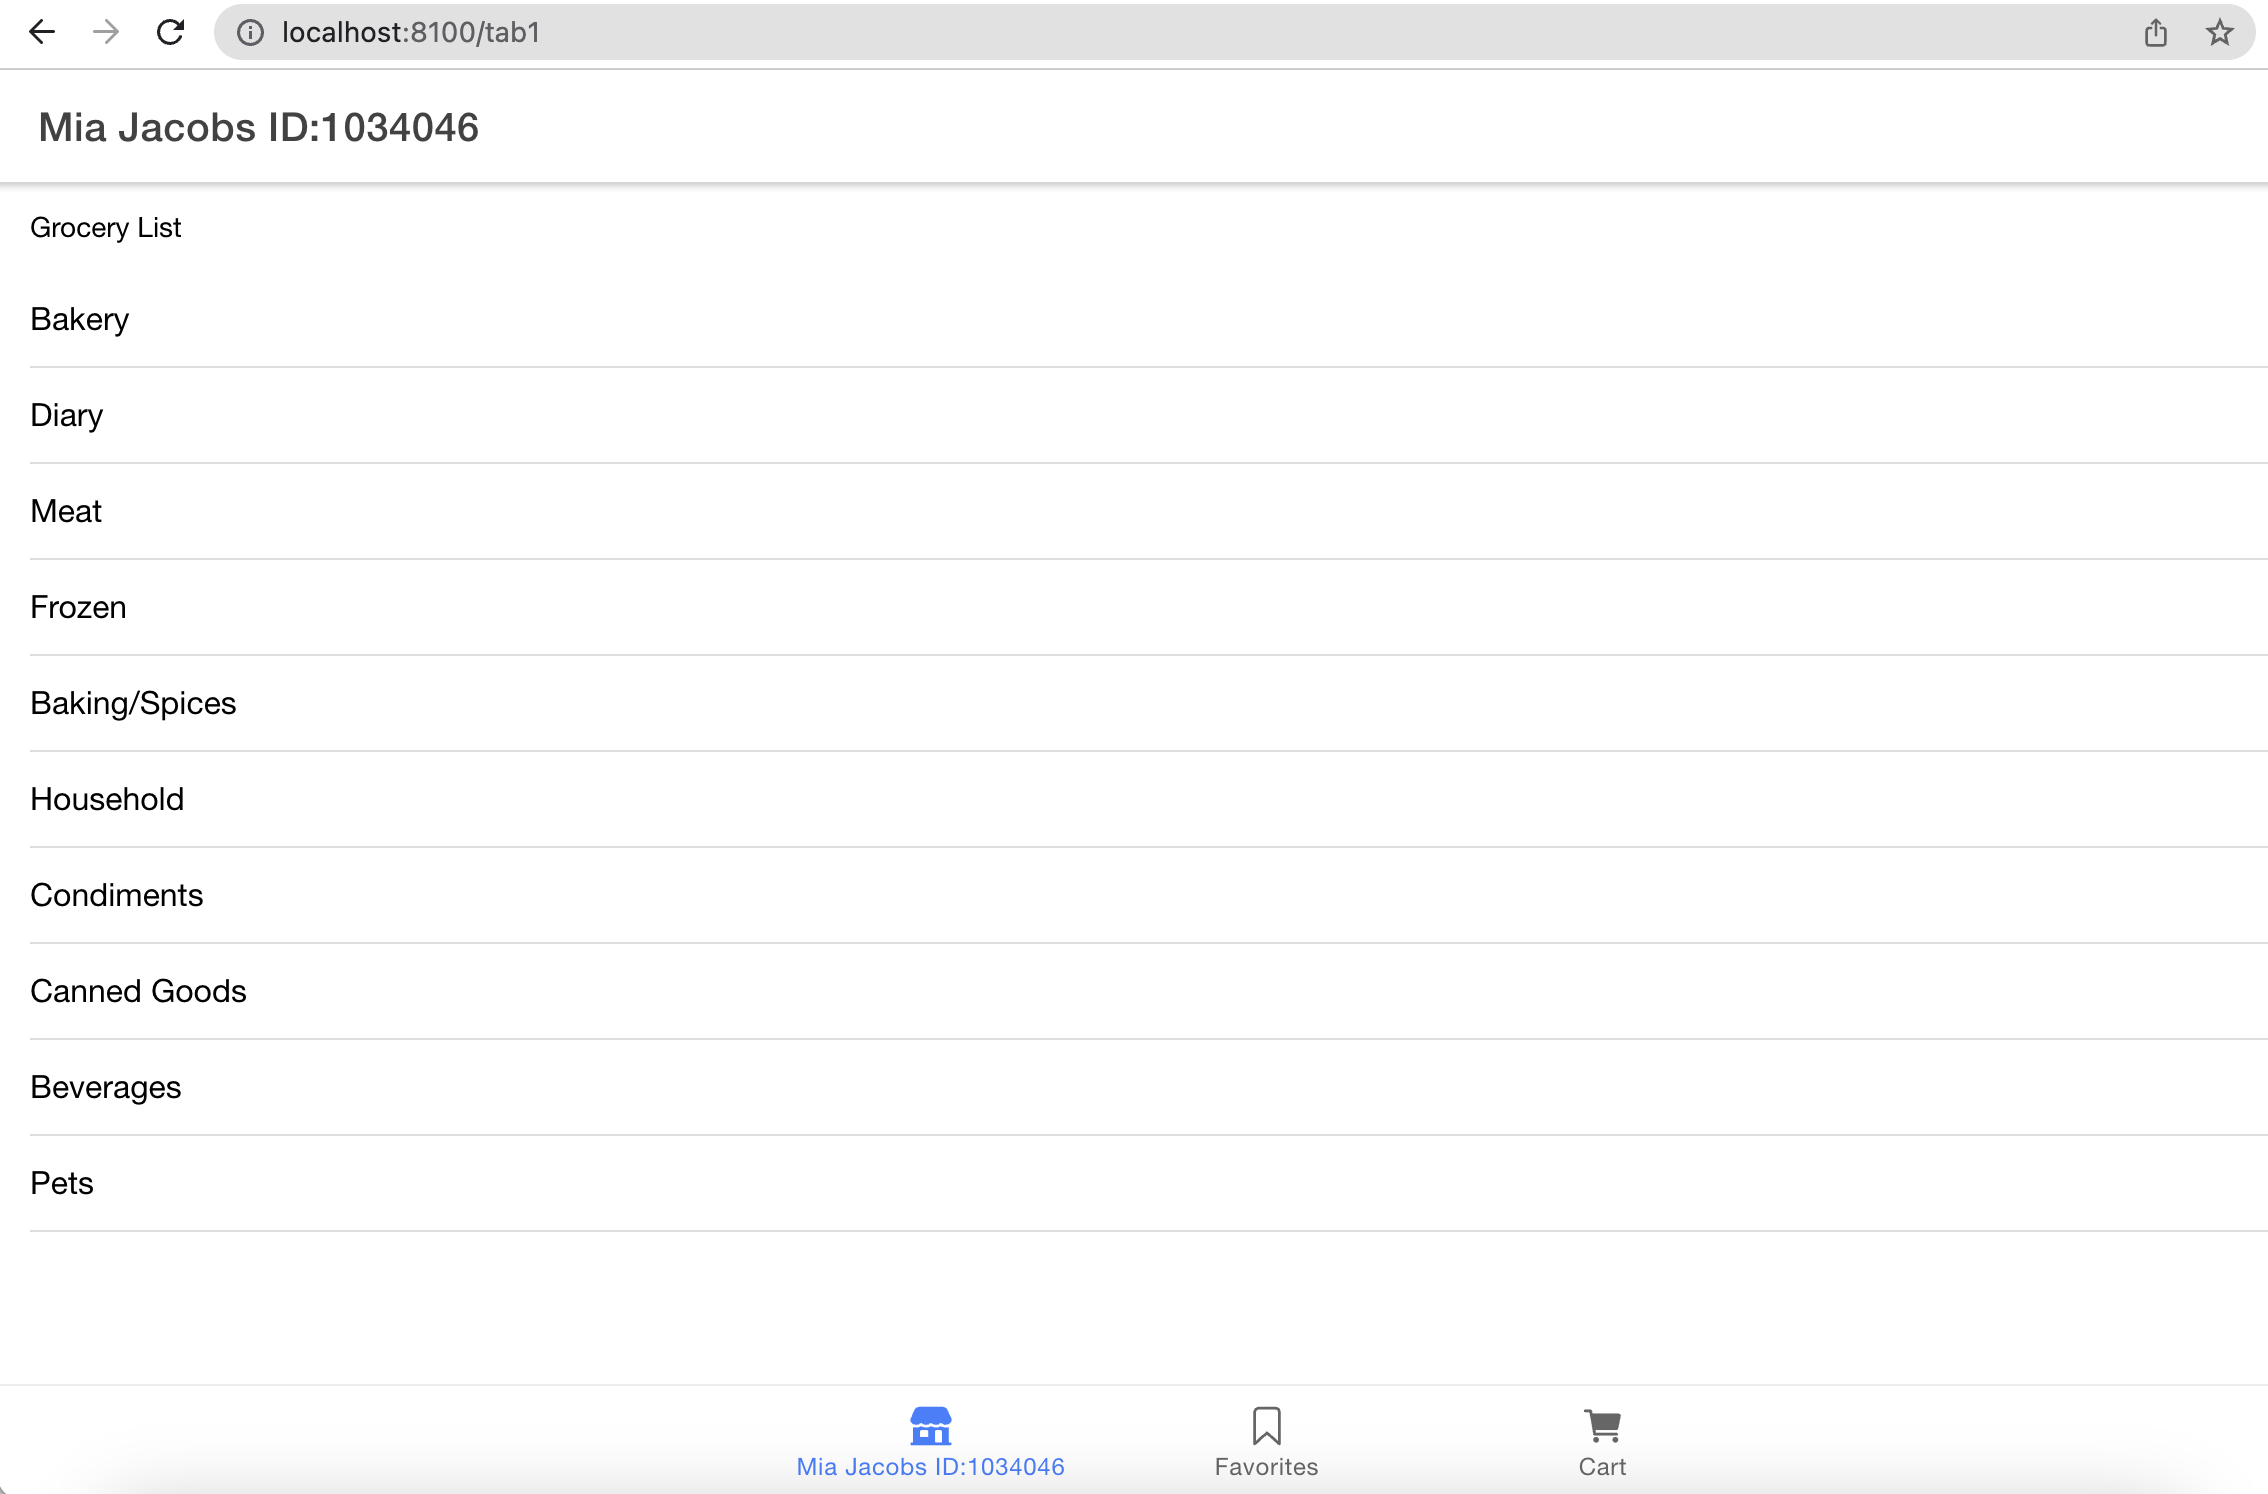 localhost:8100/tab1
Mia Jacobs ID:1034046
Grocery List
Bakery
Diary
Meat
Frozen
Baking/Spices
Household
Condiments
Canned Goods
Beverages
Pets
Mia Jacobs ID:1034046
Favorites
Cart